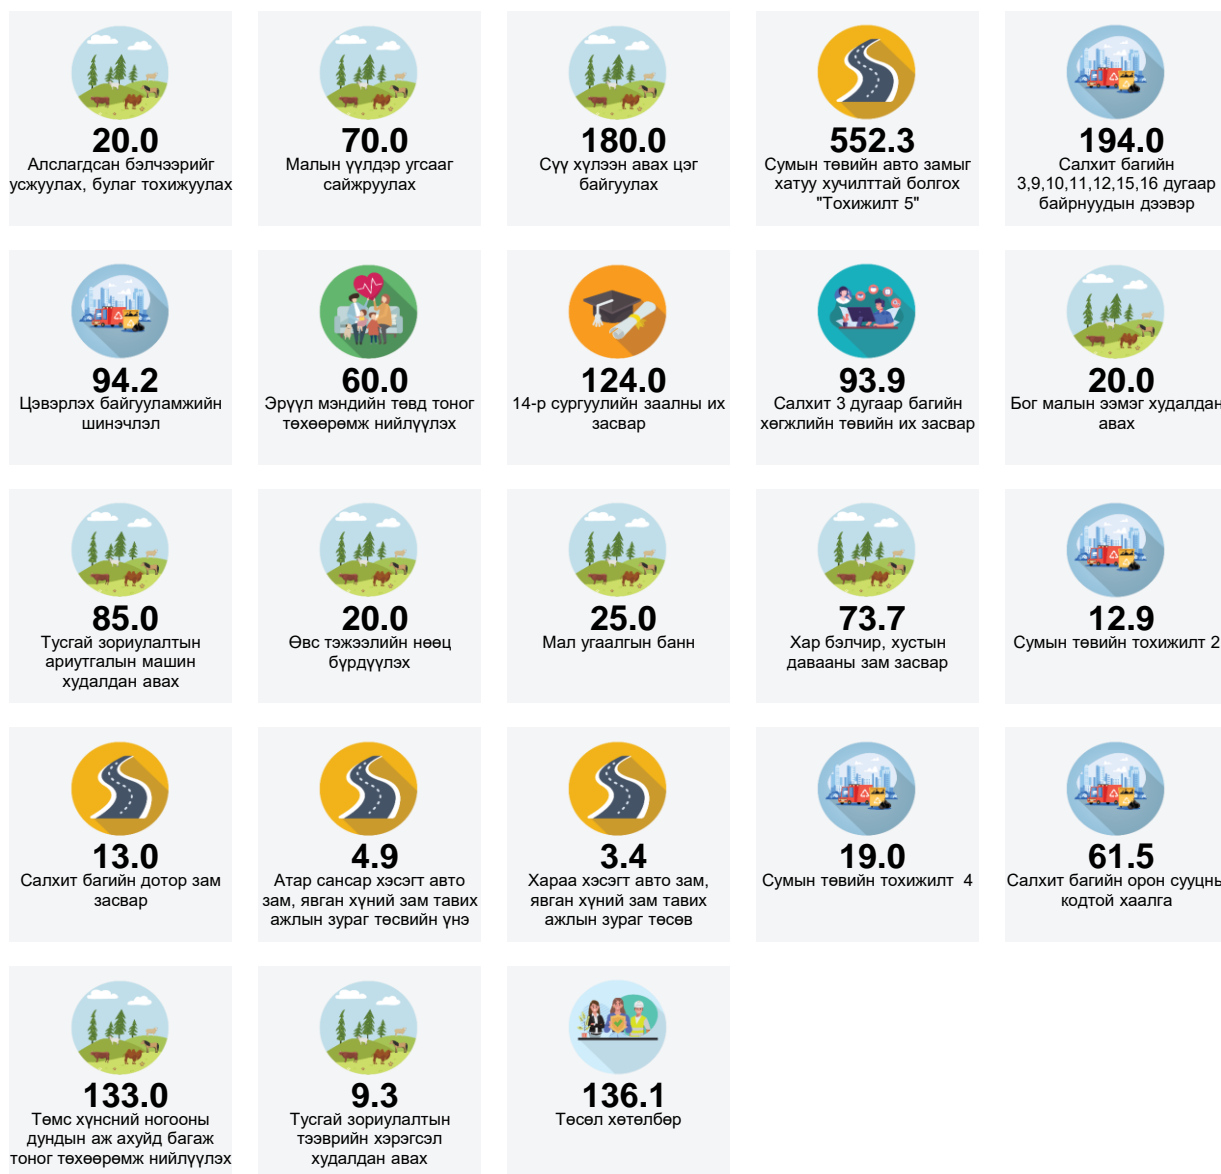 20.0
Алслагдсан бэлчээрийг
усжуулах, булаг тохижуулах
70.0
Малын үүлдэр угсааг
сайжруулах
180.0
Сүү хүлээн авах цэг
байгуулах
552.3
Сумын төвийн авто замыг
хатуу хучилттай болгох
"Тохижилт 5"
194.0
Салхит багийн
3,9,10,11,12,15,16 дугаар
байрнуудын дээвэр
94.2
Цэвэрлэх байгууламжийн
шинэчлэл
60.0
Эрүүл мэндийн төвд тоног
төхөөрөмж нийлүүлэх
124.0
14-р сургуулийн заалны их
засвар
93.9
Салхит 3 дугаар багийн
хөгжлийн төвийн их засвар
20.0
Бог малын ээмэг худалдан
авах
85.0
Тусгай зориулалтын
ариутгалын машин
худалдан авах
20.0
Өвс тэжээлийн нөөц
бүрдүүлэх
25.0
Мал угаалгын банн
73.7
Хар бэлчир, хустын
давааны зам засвар
12.9
Сумын төвийн тохижилт 2
13.0
Салхит багийн дотор зам
засвар
4.9
Атар сансар хэсэгт авто
зам, явган хүний зам тавих
ажлын зураг төсвийн үнэ
3.4
Хараа хэсэгт авто зам,
явган хүний зам тавих
ажлын зураг төсөв
19.0
Сумын төвийн тохижилт 4
61.5
Салхит багийн орон сууцны
кодтой хаалга
133.0
Төмс хүнсний ногооны
дундын аж ахуйд багаж
тоног төхөөрөмж нийлүүлэх
9.3
Тусгай зориулалтын
тээврийн хэрэгсэл
худалдан авах
136.1
Төсөл хөтөлбөр